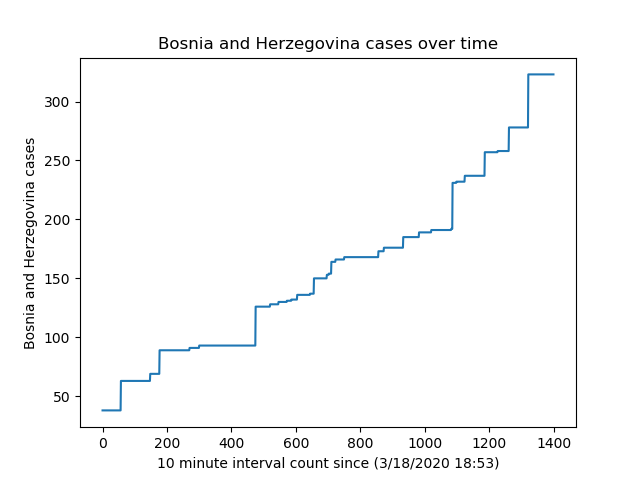 Bosnia and Herzegovina cases over time
Bosnia and Herzegovina cases
300
250
200
150
100
50
0 200 400 600 800 1000 1200 1400
10 minute interval count since (3/18/2020 18:53)